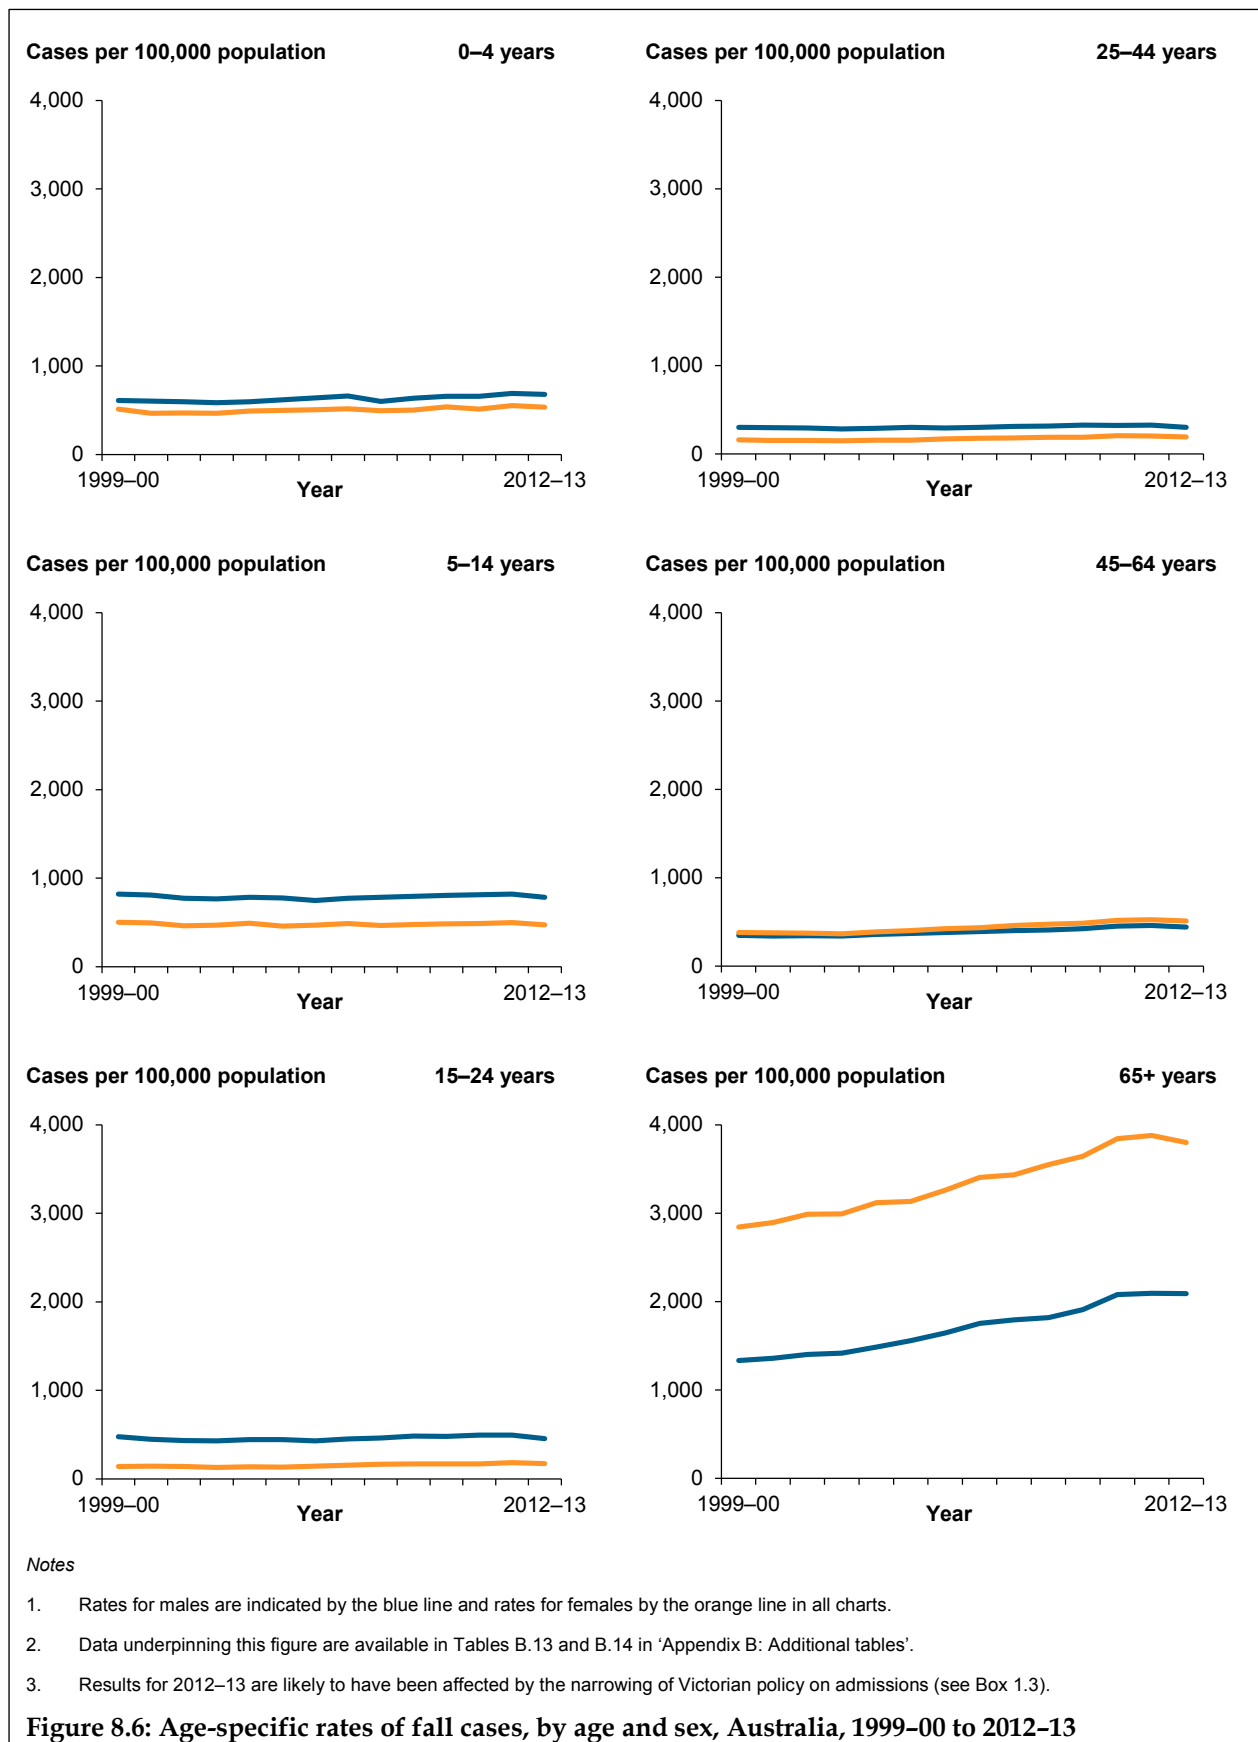 Cases per 100,000 population 0–4 years
4,000
3,000
2,000
1,000
0
1999–00 Year 2012–13
Cases per 100,000 population 25–44 years
4,000
3,000
2,000
1,000
0
1999–00 Year 2012–13
Cases per 100,000 population 5–14 years
4,000
3,000
2,000
1,000
0
1999–00 Year 2012–13
Cases per 100,000 population 45–64 years
4,000
3,000
2,000
1,000
0
1999–00 Year 2012–13
Cases per 100,000 population 15–24 years
4,000
3,000
2,000
1,000
0
1999–00 Year 2012–13
Cases per 100,000 population 65+ years
4,000
3,000
2,000
1,000
0
1999–00 Year 2012–13
Notes
1. Rates for males are indicated by the blue line and rates for females by the orange line in all charts.
2. Data underpinning this figure are available in Tables B.13 and B.14 in ‘Appendix B: Additional tables’.
3. Results for 2012–13 are likely to have been affected by the narrowing of Victorian policy on admissions (see Box 1.3).
Figure 8.6: Age-specific rates of fall cases, by age and sex, Australia, 1999–00 to 2012–13